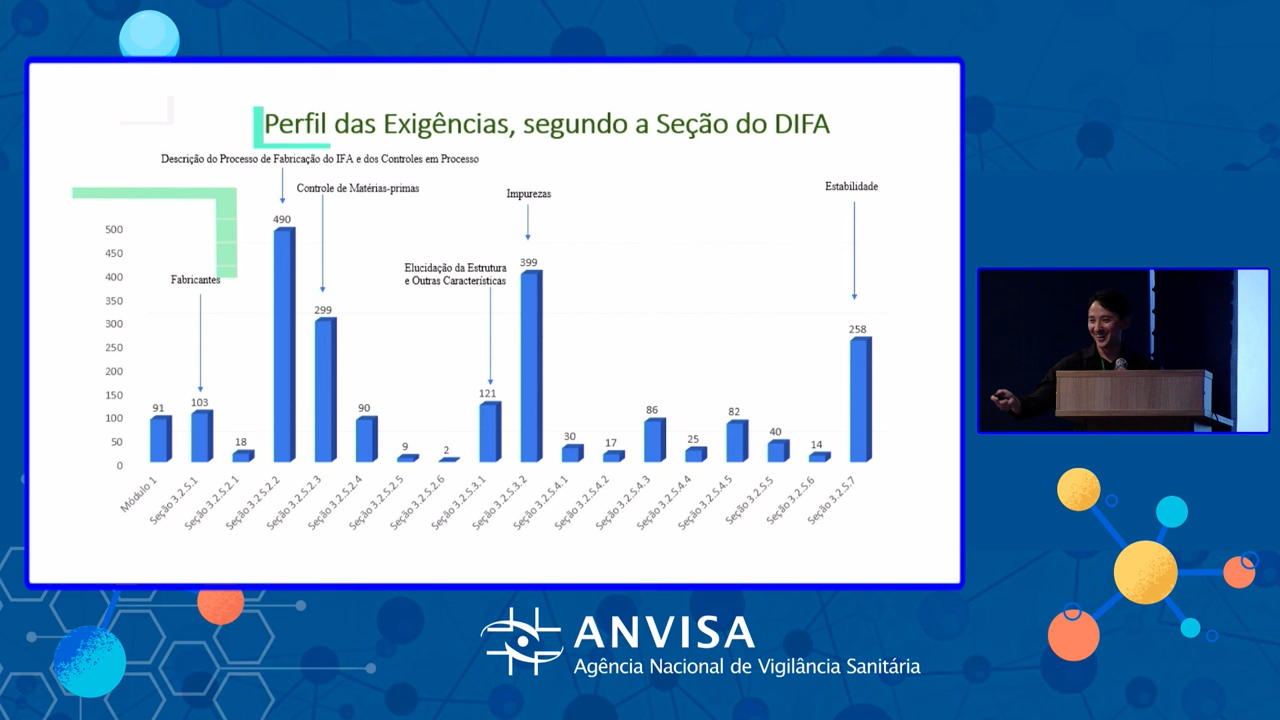 Perfil das Exigências, segundo a Seção do DIFA
Descrição do Processo de Fabricação do IFA e dos Controles em Processo
Controle de Matérias-primas
Impurezas
Estabilidade
Elucidação da Estrutura
e Outras Características
Fabricantes
500
450
400
350
300
250
200
150
100
50
0
91
103
18
490
299
90
9
2
121
399
30
17
86
25
82
40
14
258
Módulo 1
Seção 3.2.S.1
Seção 3.2.S.2.1
Seção 3.2.S.2.2
Seção 3.2.S.2.3
Seção 3.2.S.2.4
Seção 3.2.S.2.5
Seção 3.2.S.2.6
Seção 3.2.S.3.1
Seção 3.2.S.3.2
Seção 3.2.S.4.1
Seção 3.2.S.4.2
Seção 3.2.S.4.3
Seção 3.2.S.4.4
Seção 3.2.S.4.5
Seção 3.2.S.5
Seção 3.2.S.6
Seção 3.2.S.7
ANVISA
Agência Nacional de Vigilância Sanitária